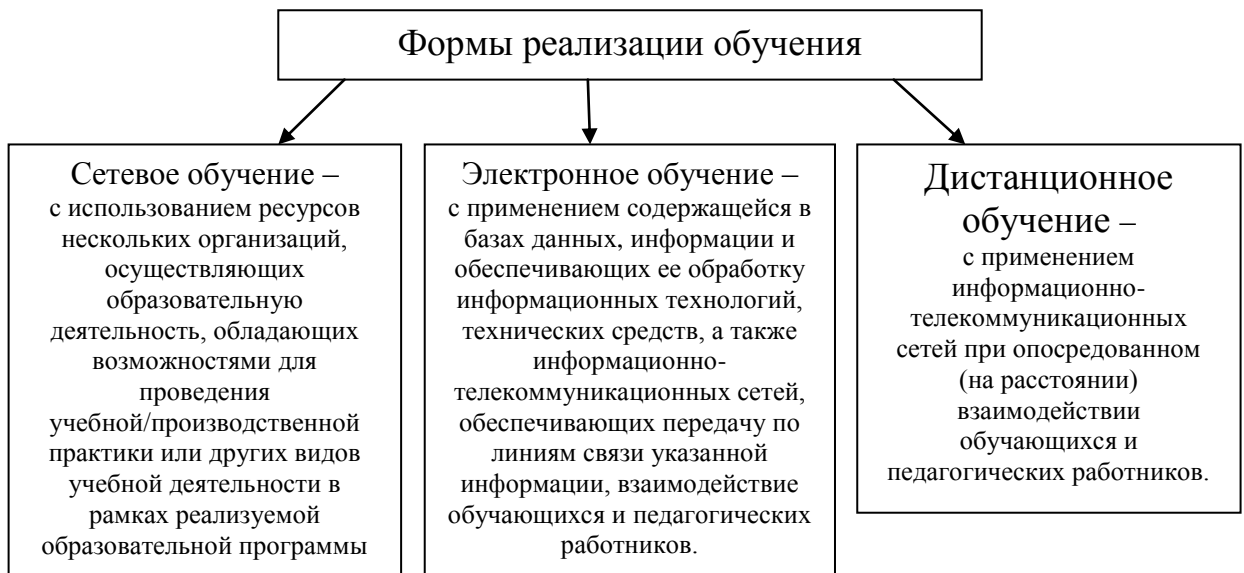 Формы реализации обучения
Сетевое обучение –
с использованием ресурсов
нескольких организаций,
осуществляющих
образовательную
деятельность, обладающих
возможностями для
проведения
учебной/производственной
практики или других видов
учебной деятельности в
рамках реализуемой
образовательной программы
Электронное обучение –
с применением содержащейся в
базах данных, информации и
обеспечивающих ее обработку
информационных технологий,
технических средств, а также
информационно-
телекоммуникационных сетей,
обеспечивающих передачу по
линиям связи указанной
информации, взаимодействие
обучающихся и педагогических
работников.
Дистанционное
обучение –
с применением
информационно-
телекоммуникационных
сетей при опосредованном
(на расстоянии)
взаимодействии
обучающихся и
педагогических работников.